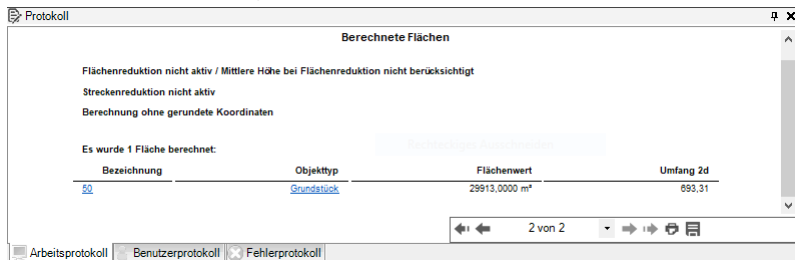 Protokoll
Berechnete Flächen
Flächenreduktion nicht aktiv / Mittlere Höhe bei Flächenreduktion nicht berücksichtigt
Streckenreduktion nicht aktiv
Berechnung ohne gerundete Koordinaten
Es wurde 1 Fläche berechnet:
Bezeichnung Objekttyp Flächenwert Umfang 2d
50 Grundstück 29913,0000 m² 693,31
2 von 2
Arbeitsprotokoll Benutzerprotokoll Fehlerprotokoll